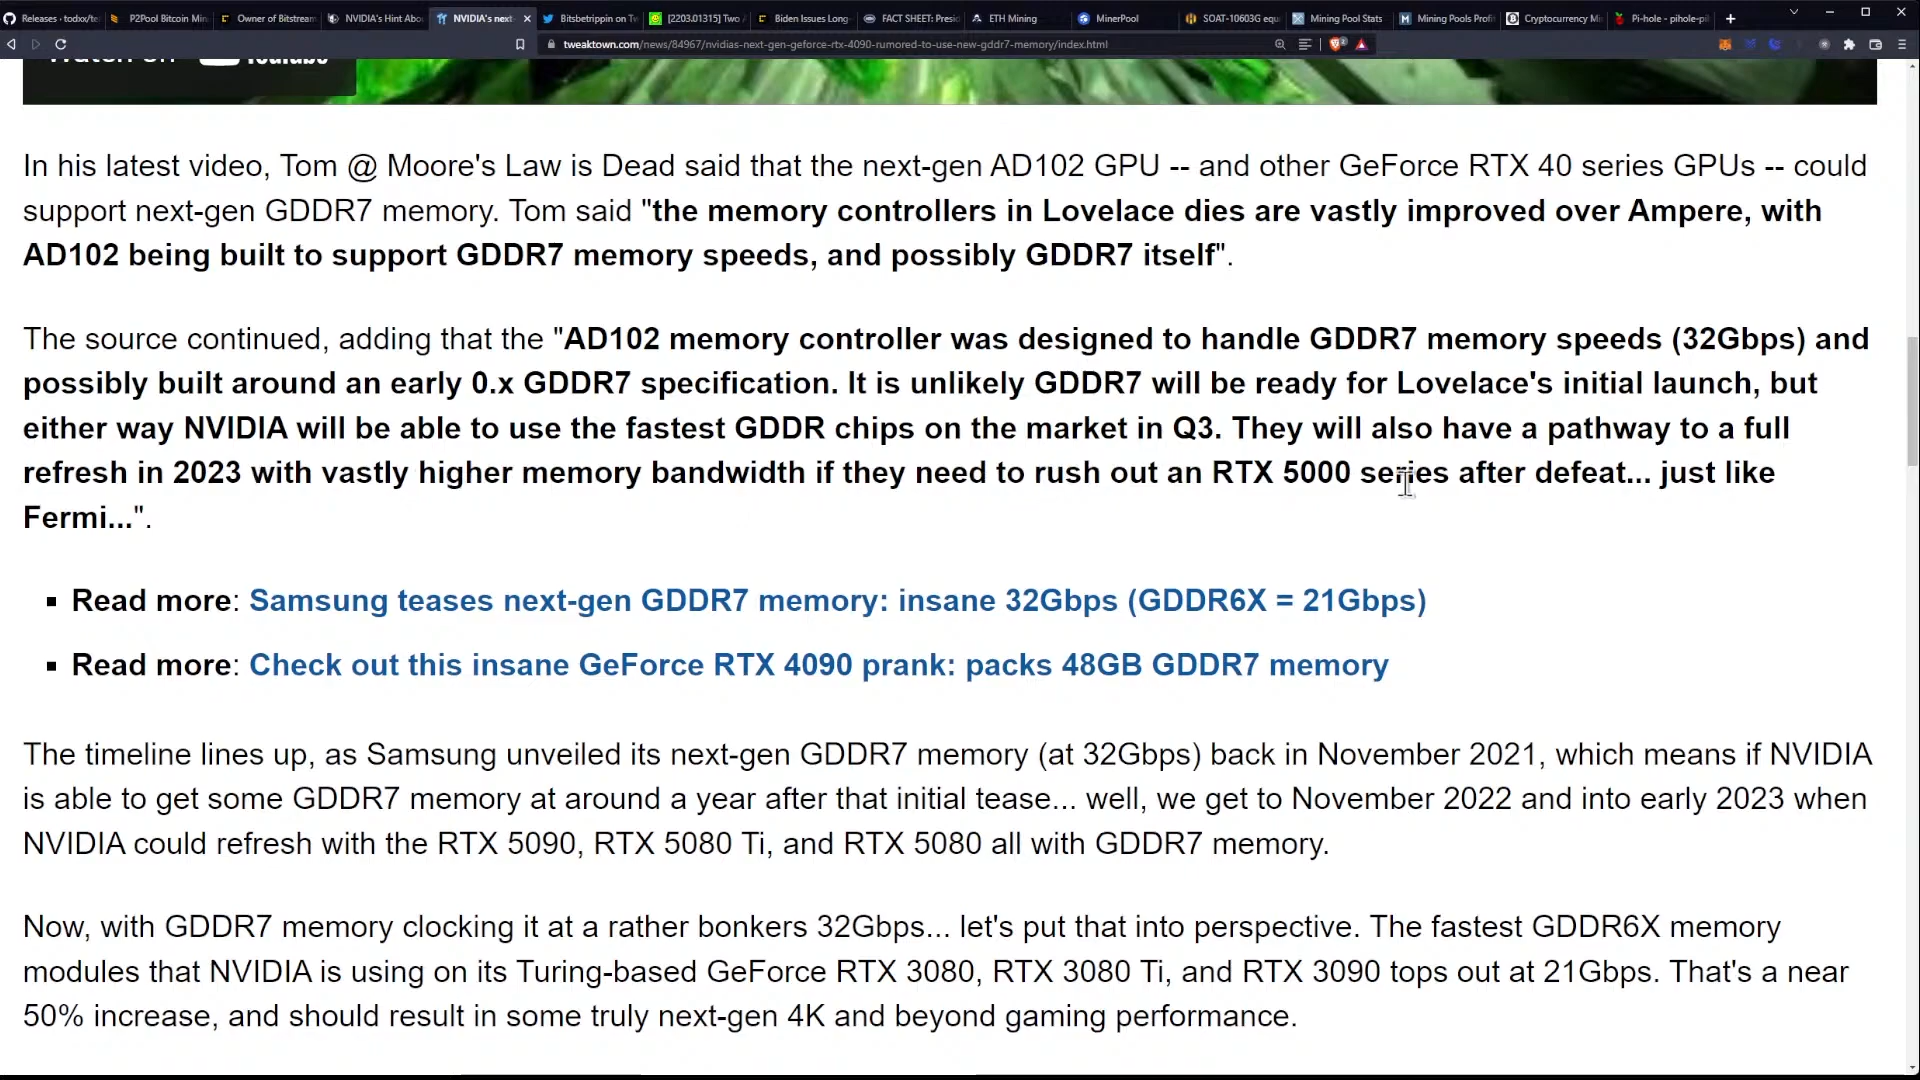 Releases · todxx/te
P2Pool Bitcoin Min
Owner of Bitstream
NVIDIA's Hint Abo
NVIDIA's next-
Bitsbetrippin on Tw
[2203.01315] Two A
Biden Issues Long-
FACT SHEET: Presid
ETH Mining
MinerPool
SOAT-10603G equ
Mining Pool Stats
Mining Pools Profi
Cryptocurrency Mi
Pi-hole - pihole-pi
tweaktown.com/news/84967/nvidias-next-gen-geforce-rtx-4090-rumored-to-use-new-gddr7-memory/index.html
Watch on YouTube
In his latest video, Tom @ Moore's Law is Dead said that the next-gen AD102 GPU -- and other GeForce RTX 40 series GPUs -- could
support next-gen GDDR7 memory. Tom said "the memory controllers in Lovelace dies are vastly improved over Ampere, with
AD102 being built to support GDDR7 memory speeds, and possibly GDDR7 itself".
The source continued, adding that the "AD102 memory controller was designed to handle GDDR7 memory speeds (32Gbps) and
possibly built around an early 0.x GDDR7 specification. It is unlikely GDDR7 will be ready for Lovelace's initial launch, but
either way NVIDIA will be able to use the fastest GDDR chips on the market in Q3. They will also have a pathway to a full
refresh in 2023 with vastly higher memory bandwidth if they need to rush out an RTX 5000 series after defeat... just like
Fermi...".
▪ Read more: Samsung teases next-gen GDDR7 memory: insane 32Gbps (GDDR6X = 21Gbps)
▪ Read more: Check out this insane GeForce RTX 4090 prank: packs 48GB GDDR7 memory
The timeline lines up, as Samsung unveiled its next-gen GDDR7 memory (at 32Gbps) back in November 2021, which means if NVIDIA
is able to get some GDDR7 memory at around a year after that initial tease... well, we get to November 2022 and into early 2023 when
NVIDIA could refresh with the RTX 5090, RTX 5080 Ti, and RTX 5080 all with GDDR7 memory.
Now, with GDDR7 memory clocking it at a rather bonkers 32Gbps... let's put that into perspective. The fastest GDDR6X memory
modules that NVIDIA is using on its Turing-based GeForce RTX 3080, RTX 3080 Ti, and RTX 3090 tops out at 21Gbps. That's a near
50% increase, and should result in some truly next-gen 4K and beyond gaming performance.